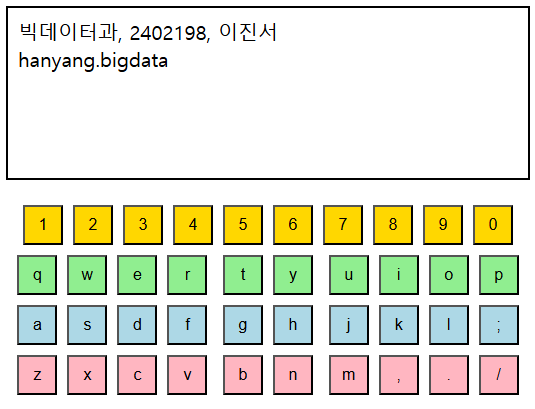 빅데이터과, 2402198, 이진서
hanyang.bigdata
1 2 3 4 5 6 7 8 9 0
q w e r t y u i o p
a s d f g h j k l ;
z x c v b n m , . /